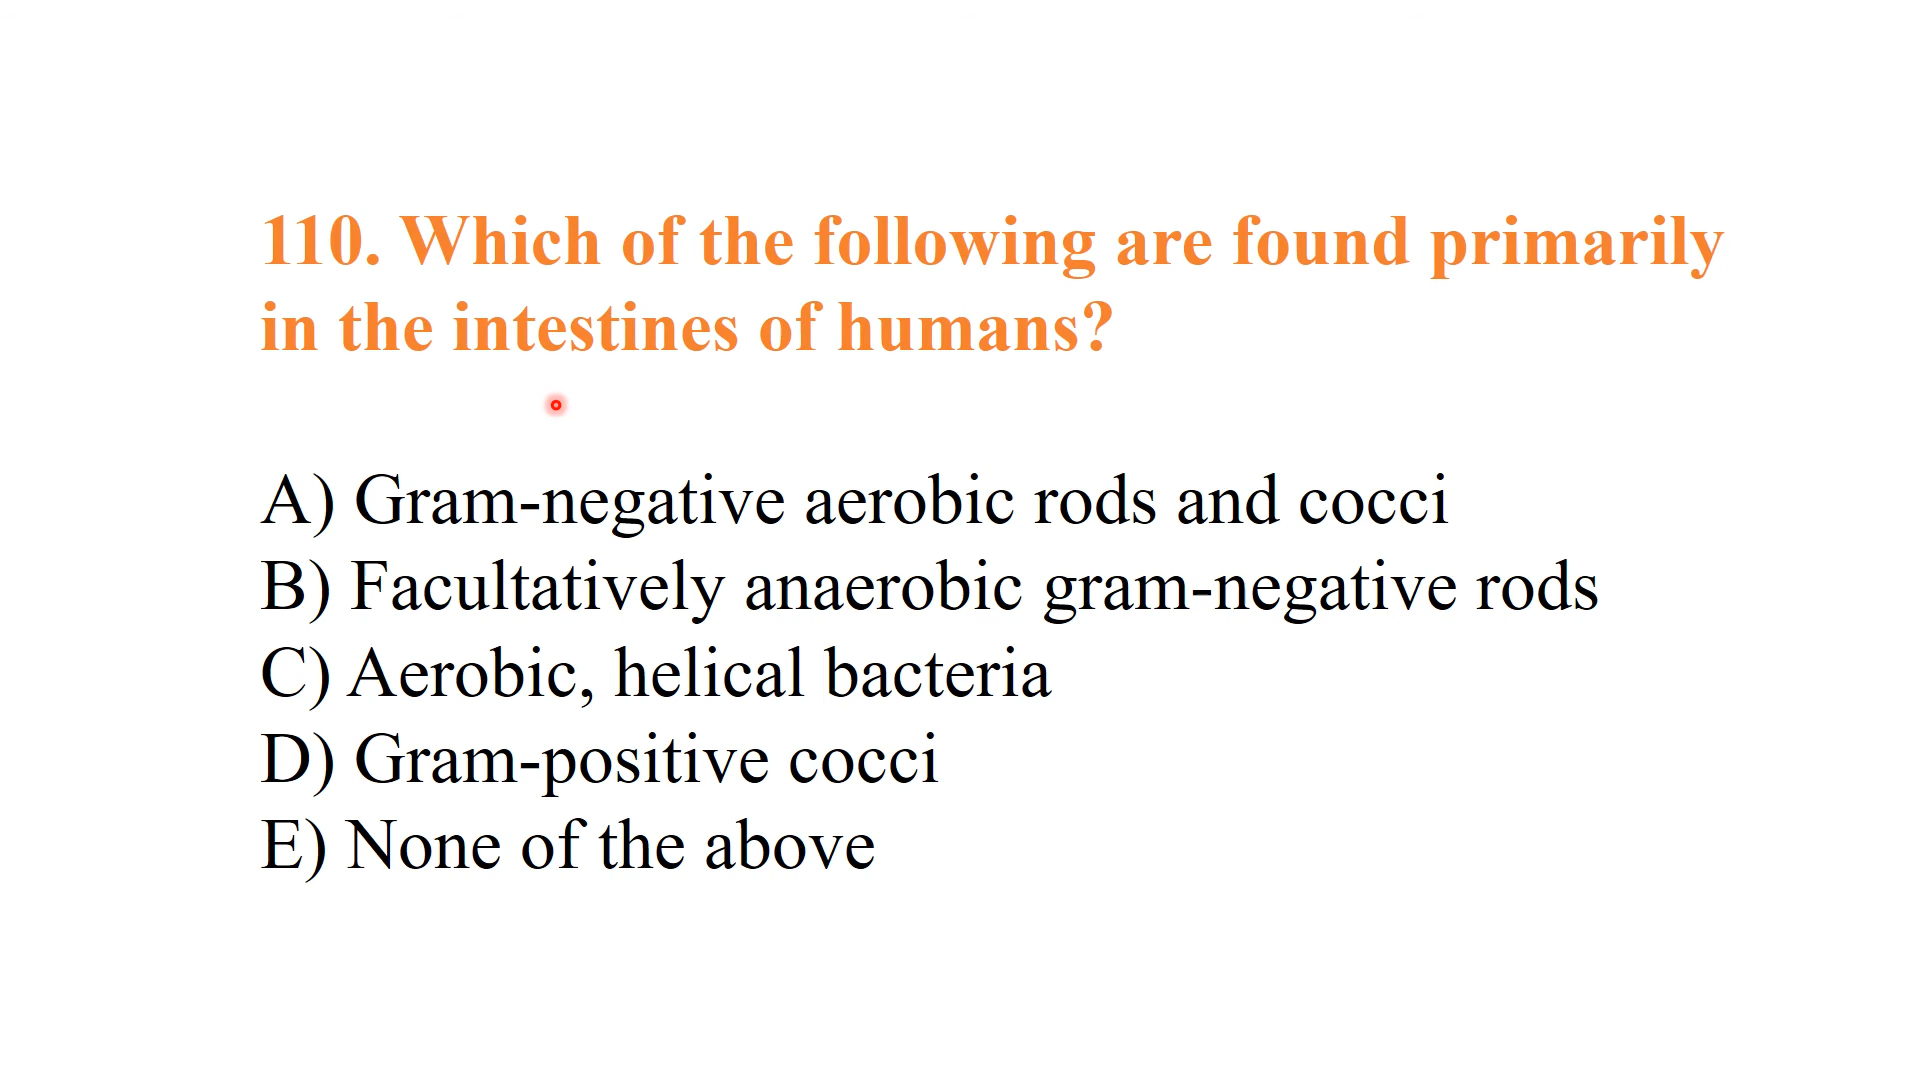 110. Which of the following are found primarily
in the intestines of humans?
A) Gram-negative aerobic rods and cocci
B) Facultatively anaerobic gram-negative rods
C) Aerobic, helical bacteria
D) Gram-positive cocci
E) None of the above